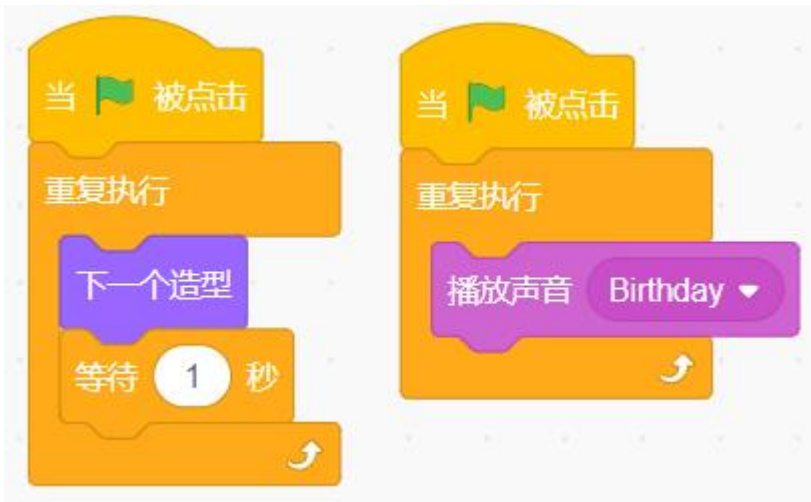 当 被点击
重复执行
下一个造型
等待 1 秒
当 被点击
重复执行
播放声音 Birthday